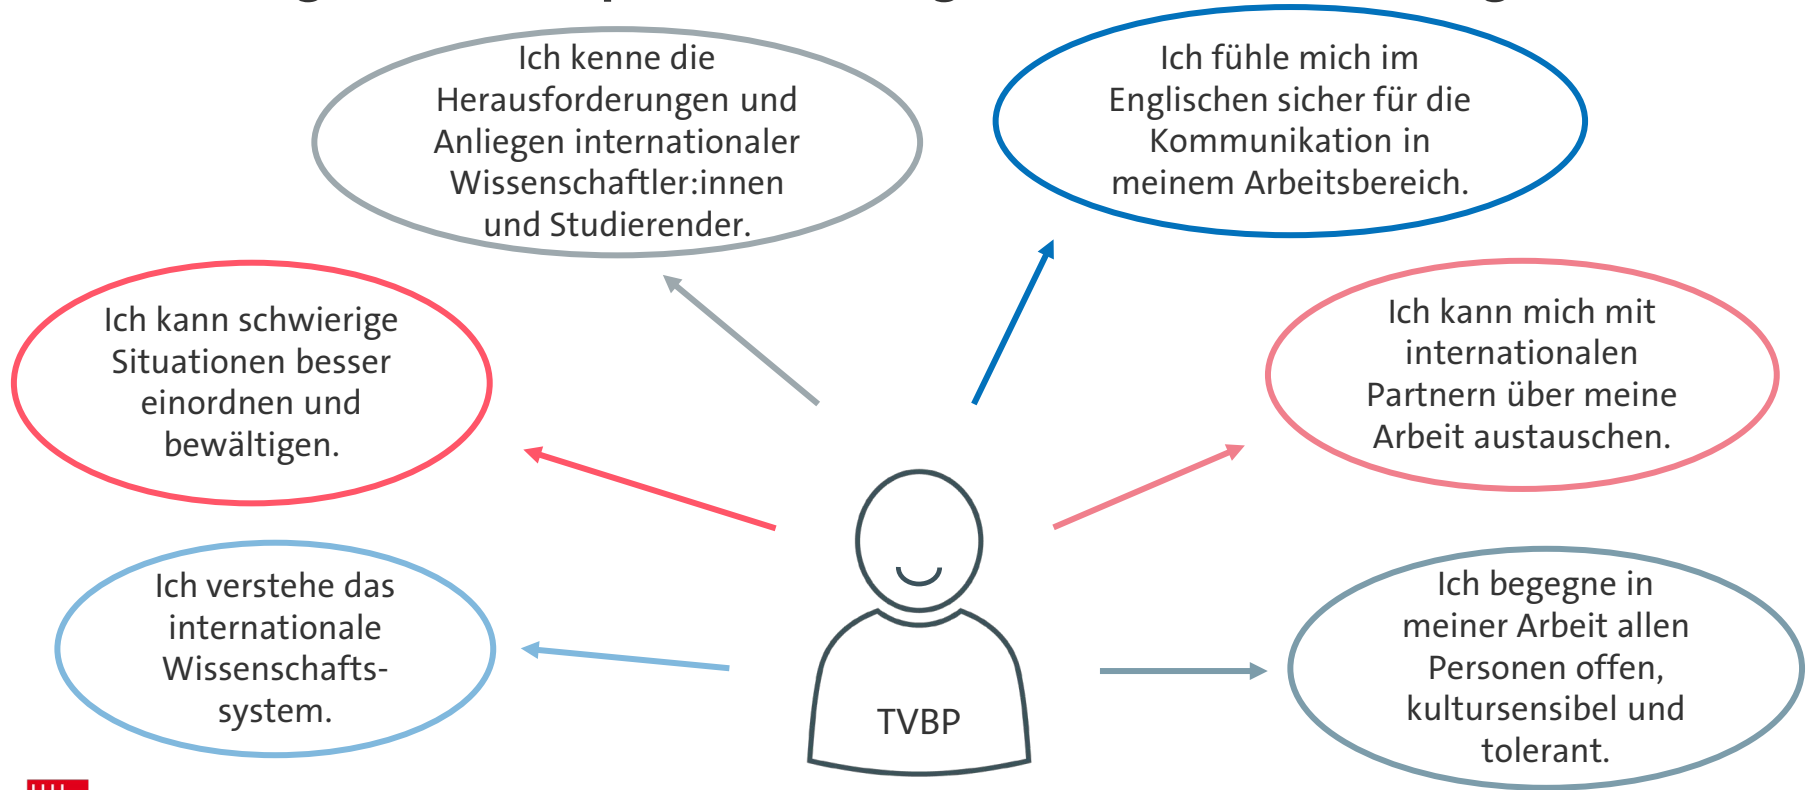 Ich kenne die
Herausforderungen und
Anliegen internationaler
Wissenschaftler:innen
und Studierender.
Ich fühle mich im
Englischen sicher für die
Kommunikation in
meinem Arbeitsbereich.
Ich kann schwierige
Situationen besser
einordnen und
bewältigen.
Ich kann mich mit
internationalen
Partnern über meine
Arbeit austauschen.
Ich verstehe das
internationale
Wissenschafts-
system.
Ich begegne in
meiner Arbeit allen
Personen offen,
kultursensibel und
tolerant.
TVBP